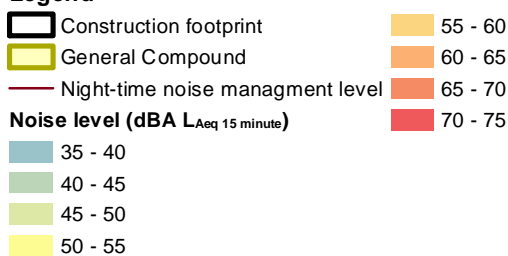 Legend
Construction footprint
General Compound
Night-time noise managment level
Noise level (dBA LAeq 15 minute)
35 - 40
40 - 45
45 - 50
50 - 55
55 - 60
60 - 65
65 - 70
70 - 75